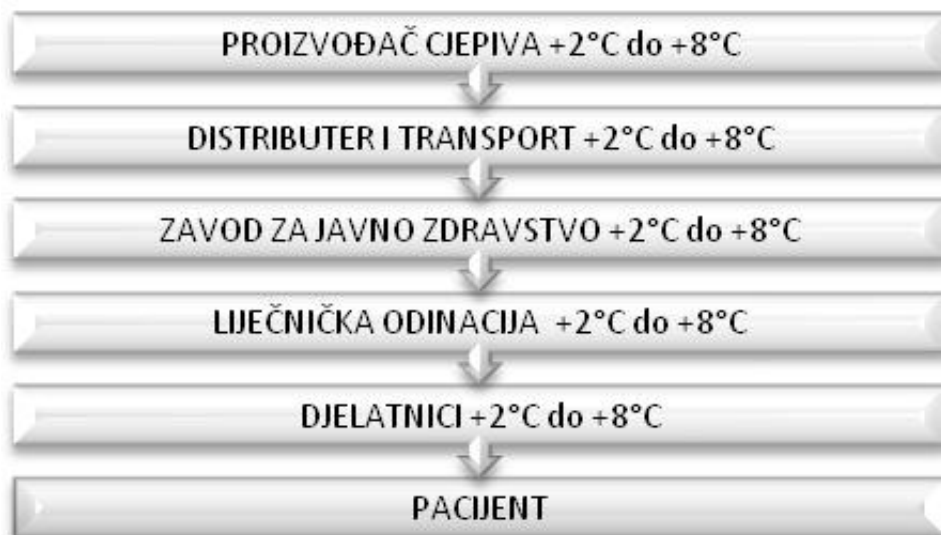 PROIZVOĐAČ CJEPIVA +2°C do +8°C
DISTRIBUTER I TRANSPORT +2°C do +8°C
ZAVOD ZA JAVNO ZDRAVSTVO +2°C do +8°C
LIJEČNIČKA ODINACIJA +2°C do +8°C
DJELATNICI +2°C do +8°C
PACIJENT